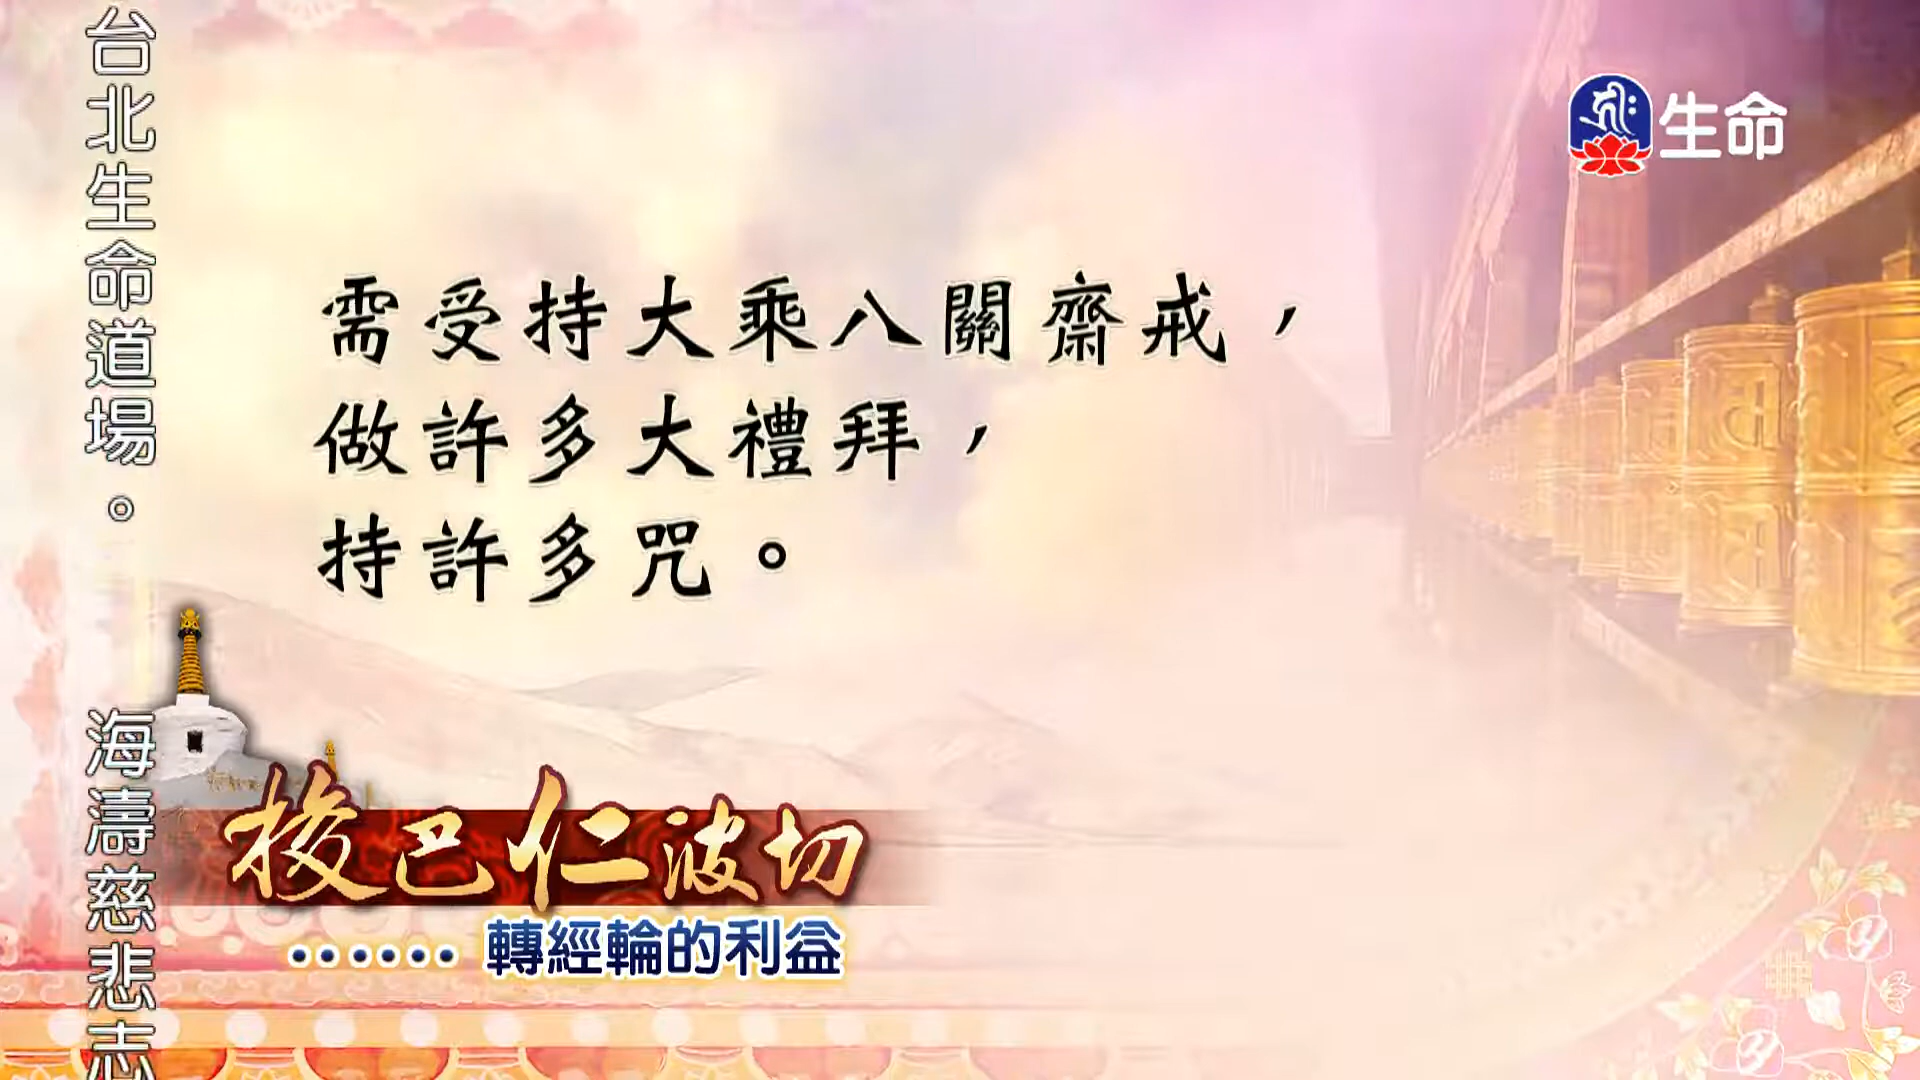 需受持大乘八關齋戒，
做許多大禮拜，
持許多咒。
生命
台北生命道場。
海濤慈悲志
梭巴仁波切
······ 轉經輪的利益